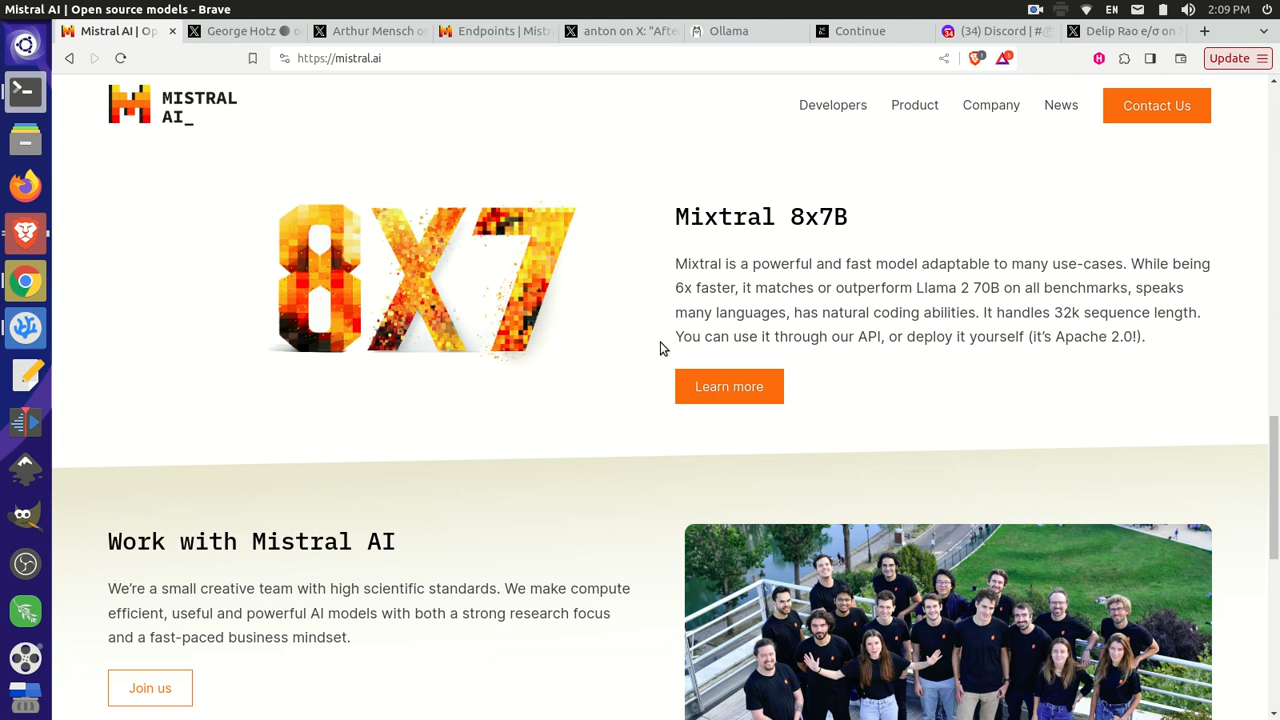 Mistral AI | Open source models - Brave
EN
2:09 PM
Mistral AI | Op
George Hotz
Arthur Mensch on
Endpoints | Mistr
anton on X: "Afte
Ollama
Continue
(34) Discord | #
Delip Rao e/σ on X
https://mistral.ai
Update
MISTRAL
AI_
Developers
Product
Company
News
Contact Us
8X7
Mixtral 8x7B
Mixtral is a powerful and fast model adaptable to many use-cases. While being
6x faster, it matches or outperform Llama 2 70B on all benchmarks, speaks
many languages, has natural coding abilities. It handles 32k sequence length.
You can use it through our API, or deploy it yourself (it's Apache 2.0!).
Learn more
Work with Mistral AI
We're a small creative team with high scientific standards. We make compute
efficient, useful and powerful AI models with both a strong research focus
and a fast-paced business mindset.
Join us